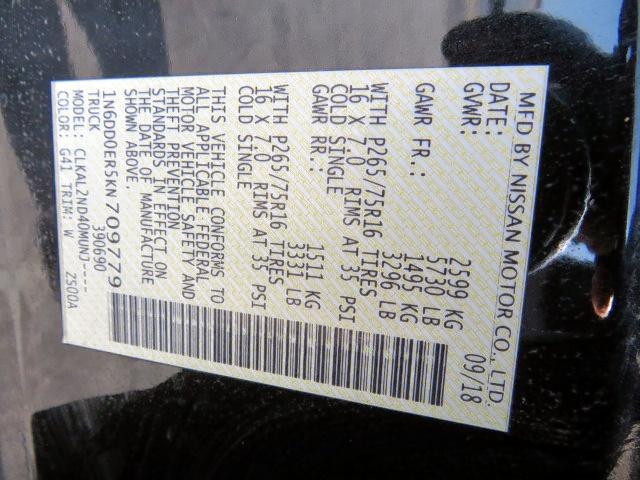 MFD BY NISSAN MOTOR CO., LTD.
DATE: 09/18
GVWR: 2599 KG
5730 LB
GAWR FR.: 1495 KG
3296 LB
WITH P265/75R16 TIRES
16 X 7.0 RIMS AT 35 PSI
COLD SINGLE
GAWR RR.: 1511 KG
3331 LB
WITH P265/75R16 TIRES
16 X 7.0 RIMS AT 35 PSI
COLD SINGLE
THIS VEHICLE CONFORMS TO
ALL APPLICABLE FEDERAL
MOTOR VEHICLE SAFETY AND
THEFT PREVENTION
STANDARDS IN EFFECT ON
THE DATE OF MANUFACTURE
SHOWN ABOVE.
1N6DD0ER5KN709779
TRUCK 390690
MODEL: CLKAL2ND40MUNJ----
COLOR: G41 TRIM: W 2500A